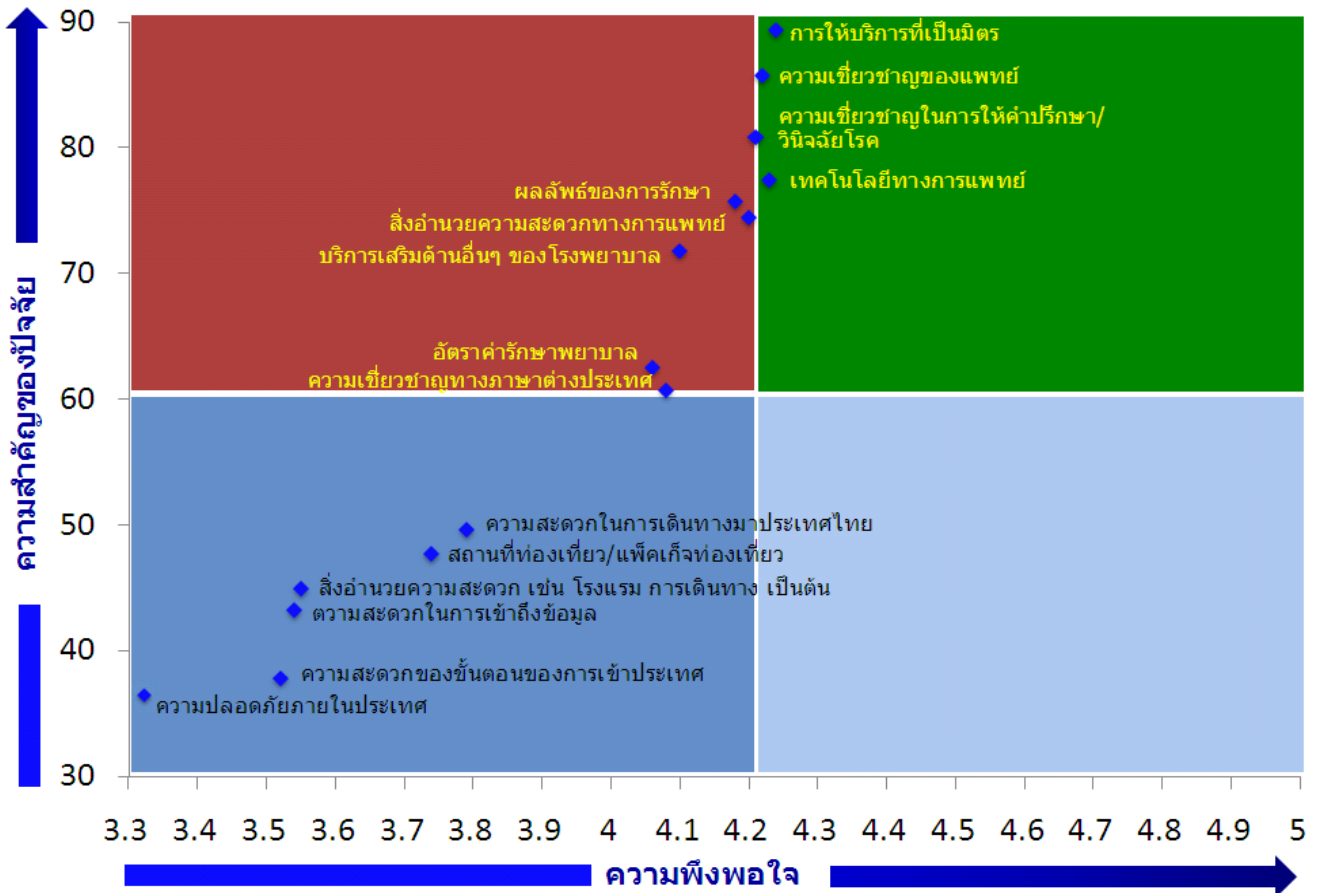 90
80
70
60
50
40
30
ความสำคัญของปัจจัย
การให้บริการที่เป็นมิตร
ความเชี่ยวชาญของแพทย์
ความเชี่ยวชาญในการให้คำปรึกษา/
วินิจฉัยโรค
เทคโนโลยีทางการแพทย์
ผลลัพธ์ของการรักษา
สิ่งอำนวยความสะดวกทางการแพทย์
บริการเสริมด้านอื่นๆ ของโรงพยาบาล
อัตราค่ารักษาพยาบาล
ความเชี่ยวชาญทางภาษาต่างประเทศ
ความสะดวกในการเดินทางมาประเทศไทย
สถานที่ท่องเที่ยว/แพ็คเก็จท่องเที่ยว
สิ่งอำนวยความสะดวก เช่น โรงแรม การเดินทาง เป็นต้น
ตวามสะดวกในการเข้าถึงข้อมูล
ความสะดวกของขั้นตอนของการเข้าประเทศ
ความปลอดภัยภายในประเทศ
3.3 3.4 3.5 3.6 3.7 3.8 3.9 4 4.1 4.2 4.3 4.4 4.5 4.6 4.7 4.8 4.9 5
ความพึงพอใจ